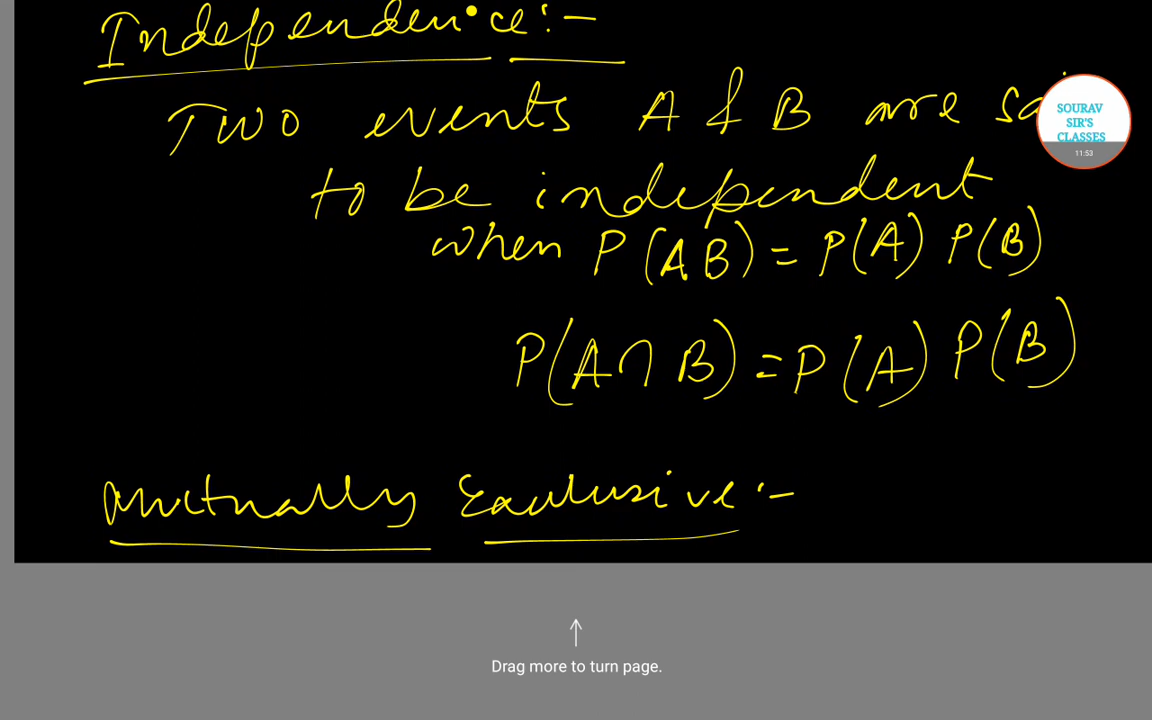 Independence :-
Two events A & B are sai
to be independent
when P(AB) = P(A) P(B)
P(A∩B) = P(A) P(B)
Mutually Exclusive :-
SOURAV
SIR'S
CLASSES
11:53
Drag more to turn page.